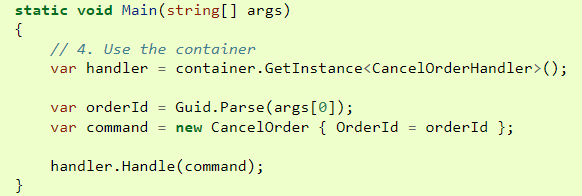 static void Main(string[] args)
{
    // 4. Use the container
    var handler = container.GetInstance<CancelOrderHandler>();
    var orderId = Guid.Parse(args[0]);
    var command = new CancelOrder { OrderId = orderId };
    handler.Handle(command);
}